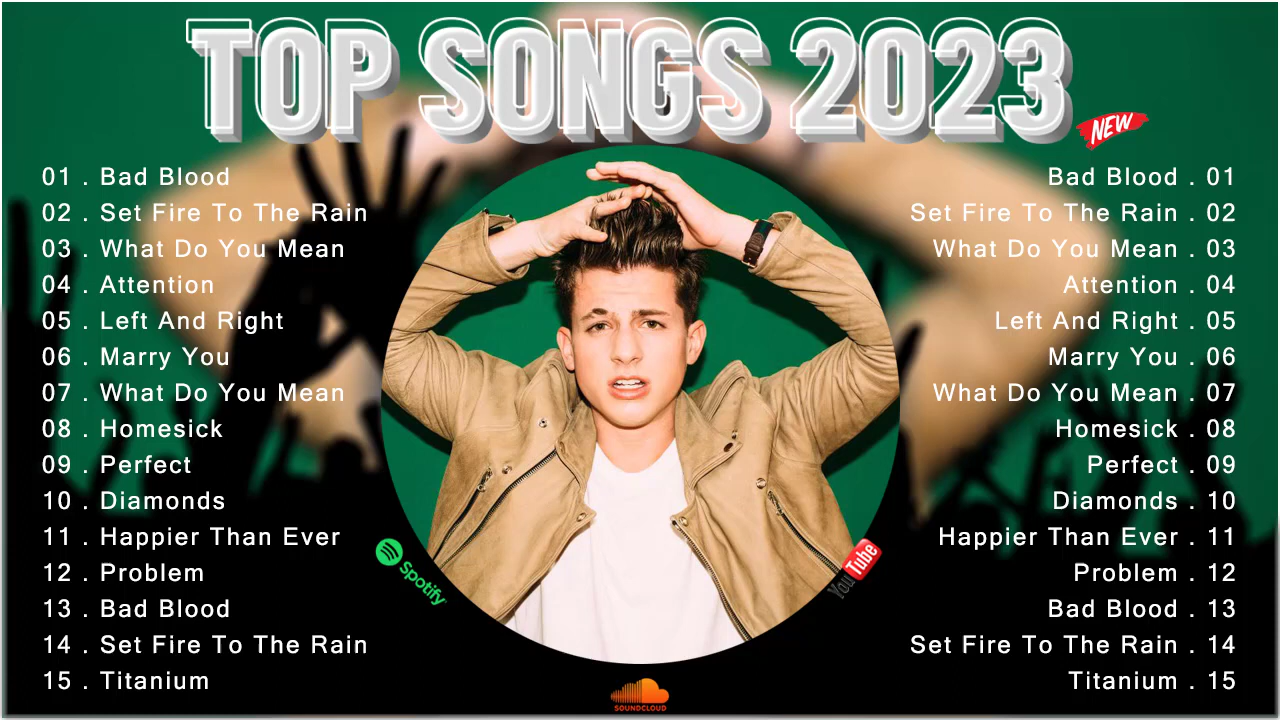 TOP SONGS 2023
NEW
01 . Bad Blood
02 . Set Fire To The Rain
03 . What Do You Mean
04 . Attention
05 . Left And Right
06 . Marry You
07 . What Do You Mean
08 . Homesick
09 . Perfect
10 . Diamonds
11 . Happier Than Ever
12 . Problem
13 . Bad Blood
14 . Set Fire To The Rain
15 . Titanium
Bad Blood . 01
Set Fire To The Rain . 02
What Do You Mean . 03
Attention . 04
Left And Right . 05
Marry You . 06
What Do You Mean . 07
Homesick . 08
Perfect . 09
Diamonds . 10
Happier Than Ever . 11
Problem . 12
Bad Blood . 13
Set Fire To The Rain . 14
Titanium . 15
Spotify
YouTube
SOUNDCLOUD